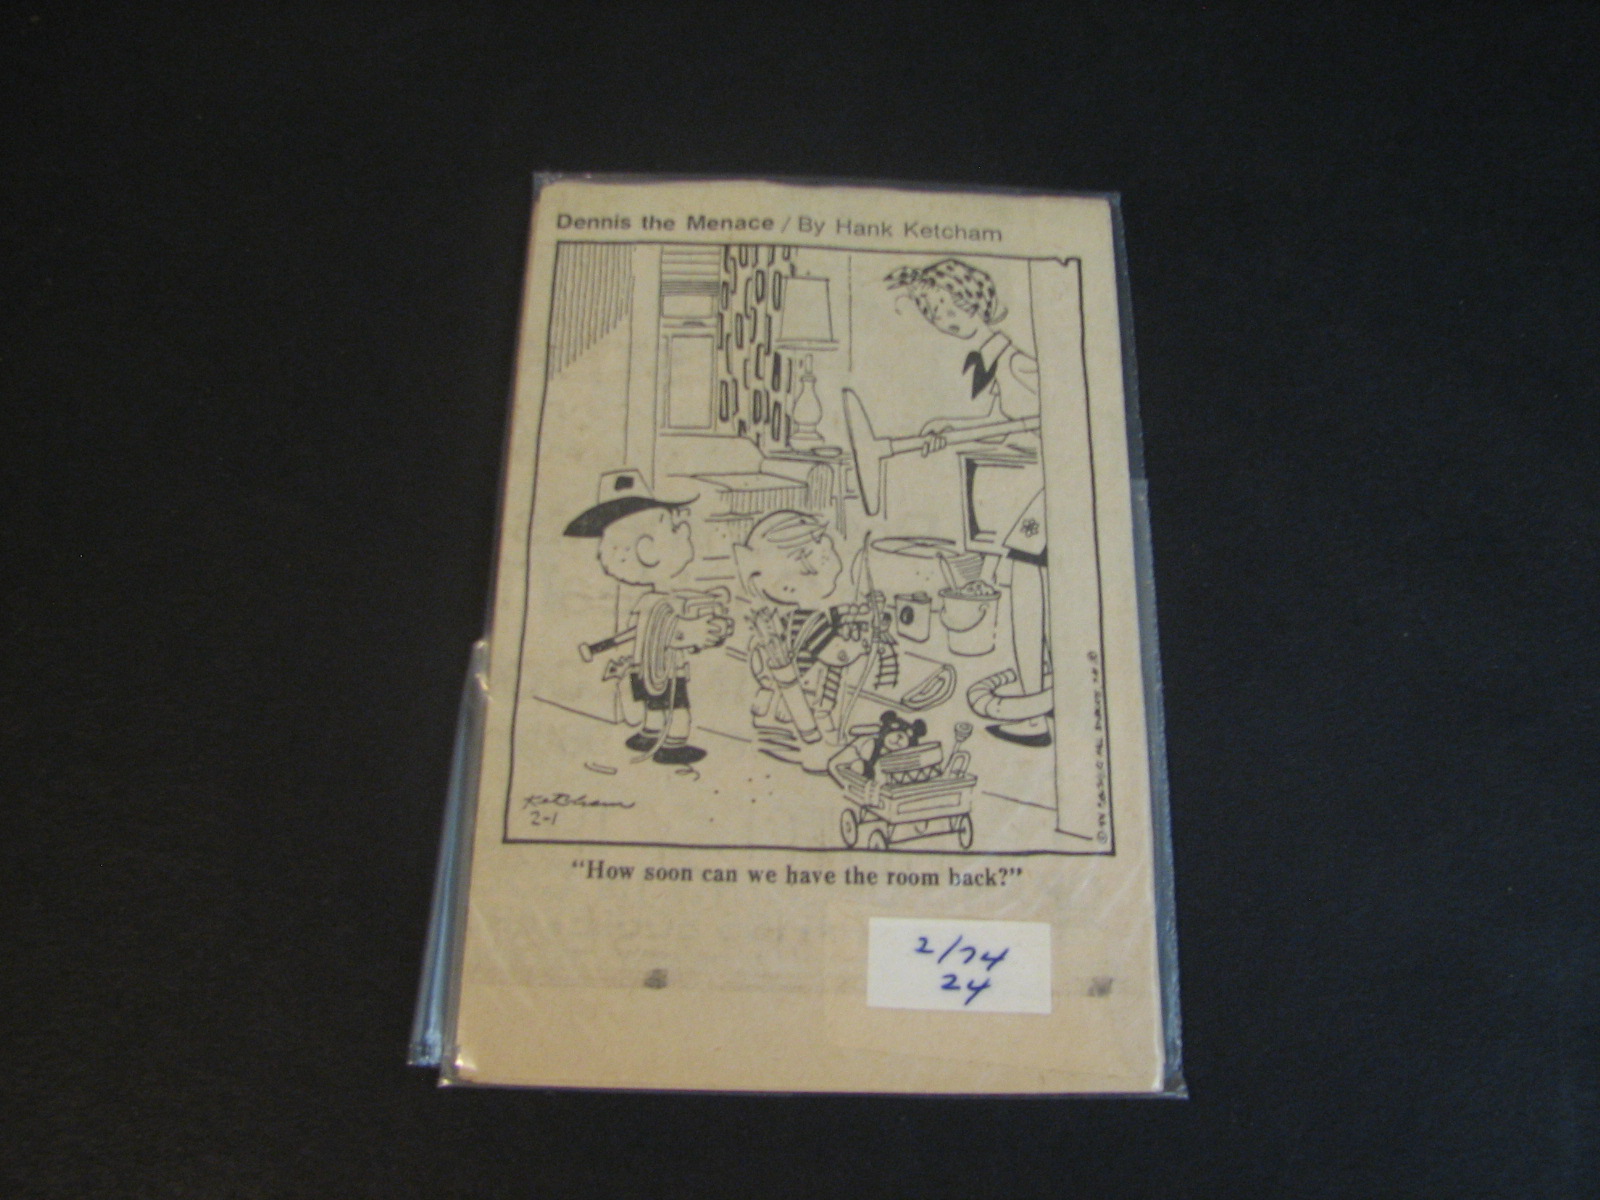 Dennis the Menace / By Hank Ketcham
Ketcham
2-1
"How soon can we have the room back?"
2/74
24